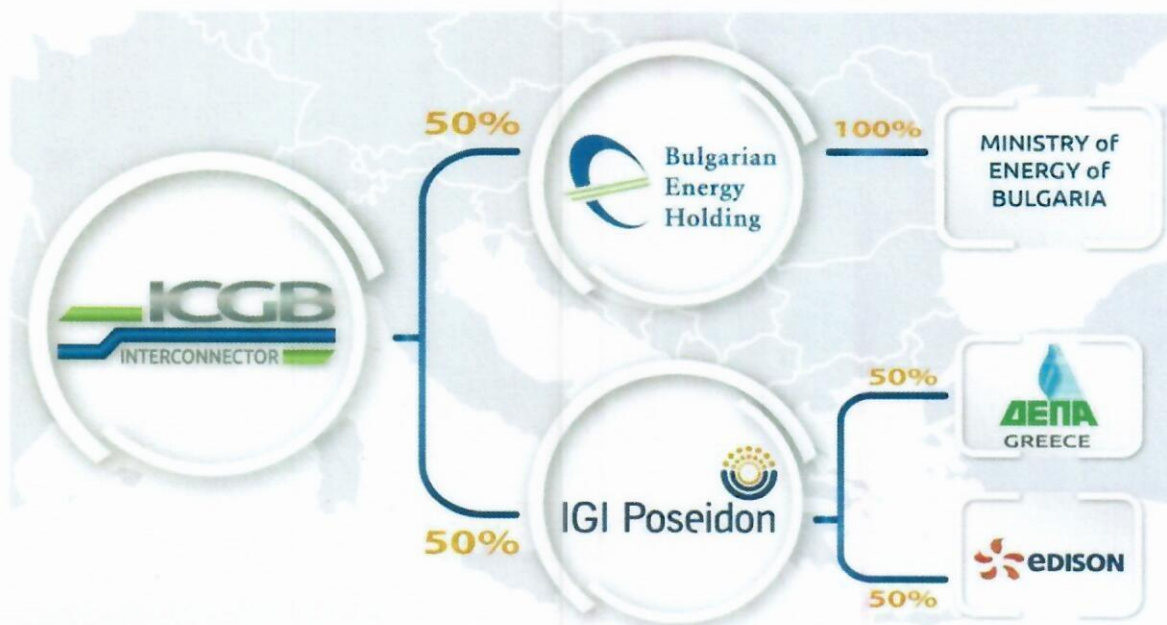 50%
Bulgarian
Energy
Holding
100%
MINISTRY of
ENERGY of
BULGARIA
ICGB
INTERCONNECTOR
50%
ΔΕΠΑ
GREECE
IGI Poseidon
50%
eDISON
50%